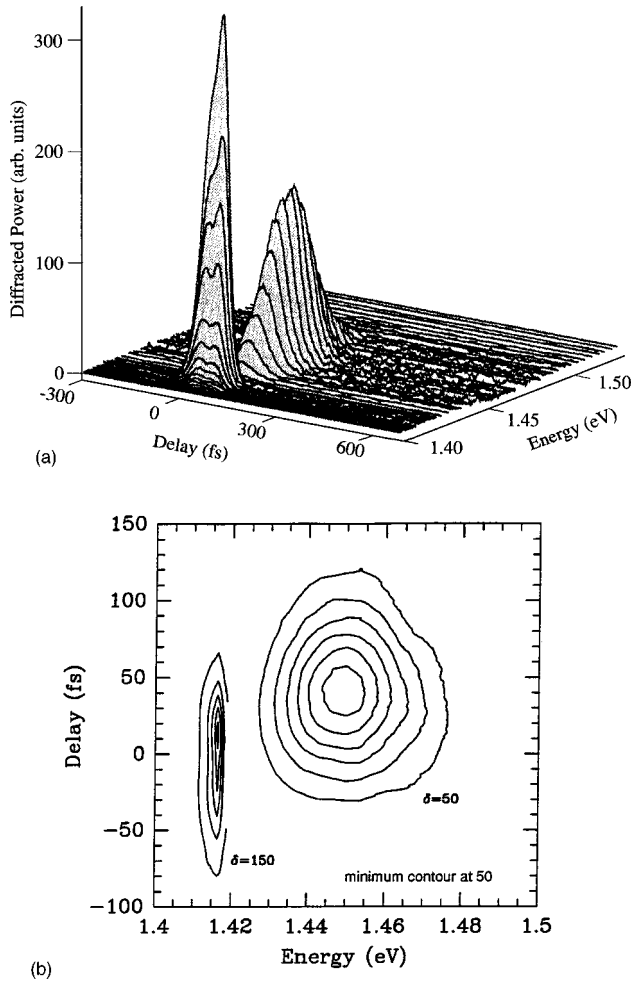 300
200
100
0
Diffracted Power (arb. units)
-300
0
300
600
Delay (fs)
1.40
1.45
1.50
Energy (eV)
(a)
150
100
50
0
−50
−100
Delay (fs)
δ=50
δ=150
minimum contour at 50
1.4
1.42
1.44
1.46
1.48
1.5
Energy (eV)
(b)